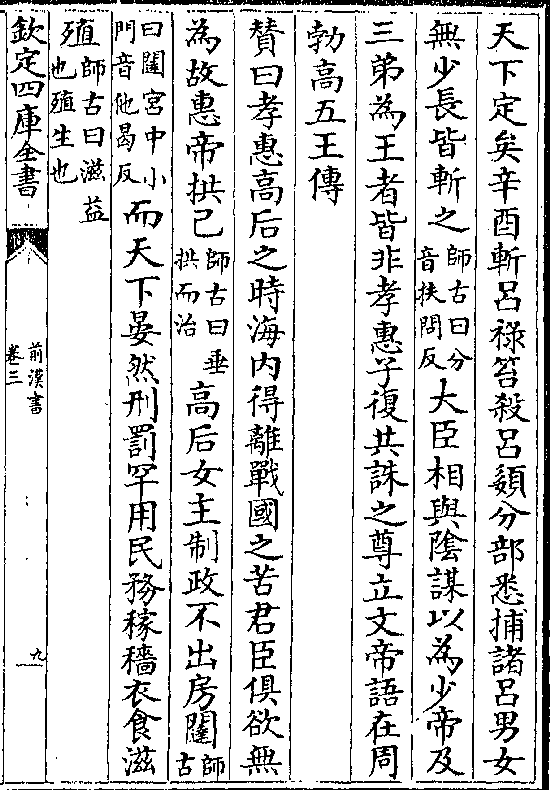 天下定矣辛酉斬呂祿笞殺呂嬃分部悉捕諸呂男女
無少長皆斬之師古曰分音扶問反大臣相與陰謀以為少帝及
三弟為王者皆非孝惠子復共誅之尊立文帝語在周
勃高五王傳
贊曰孝惠高后之時海内得離戰國之苦君臣俱欲無
為故惠帝拱己師古曰垂拱而治高后女主制政不出房闥師古
曰闥宮中小門音他曷反而天下晏然刑罰罕用民務稼穡衣食滋
殖師古曰滋益也殖生也
欽定四庫全書
前漢書
卷三
九